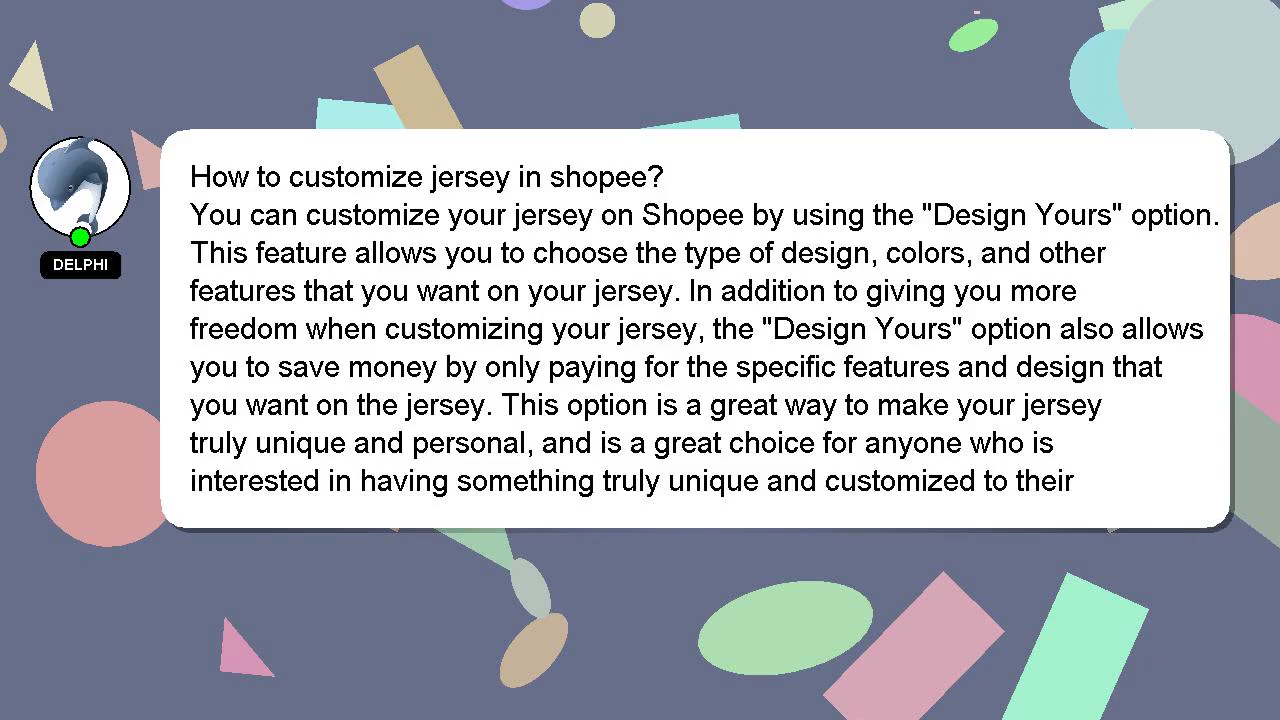 DELPHI
How to customize jersey in shopee?
You can customize your jersey on Shopee by using the "Design Yours" option.
This feature allows you to choose the type of design, colors, and other
features that you want on your jersey. In addition to giving you more
freedom when customizing your jersey, the "Design Yours" option also allows
you to save money by only paying for the specific features and design that
you want on the jersey. This option is a great way to make your jersey
truly unique and personal, and is a great choice for anyone who is
interested in having something truly unique and customized to their